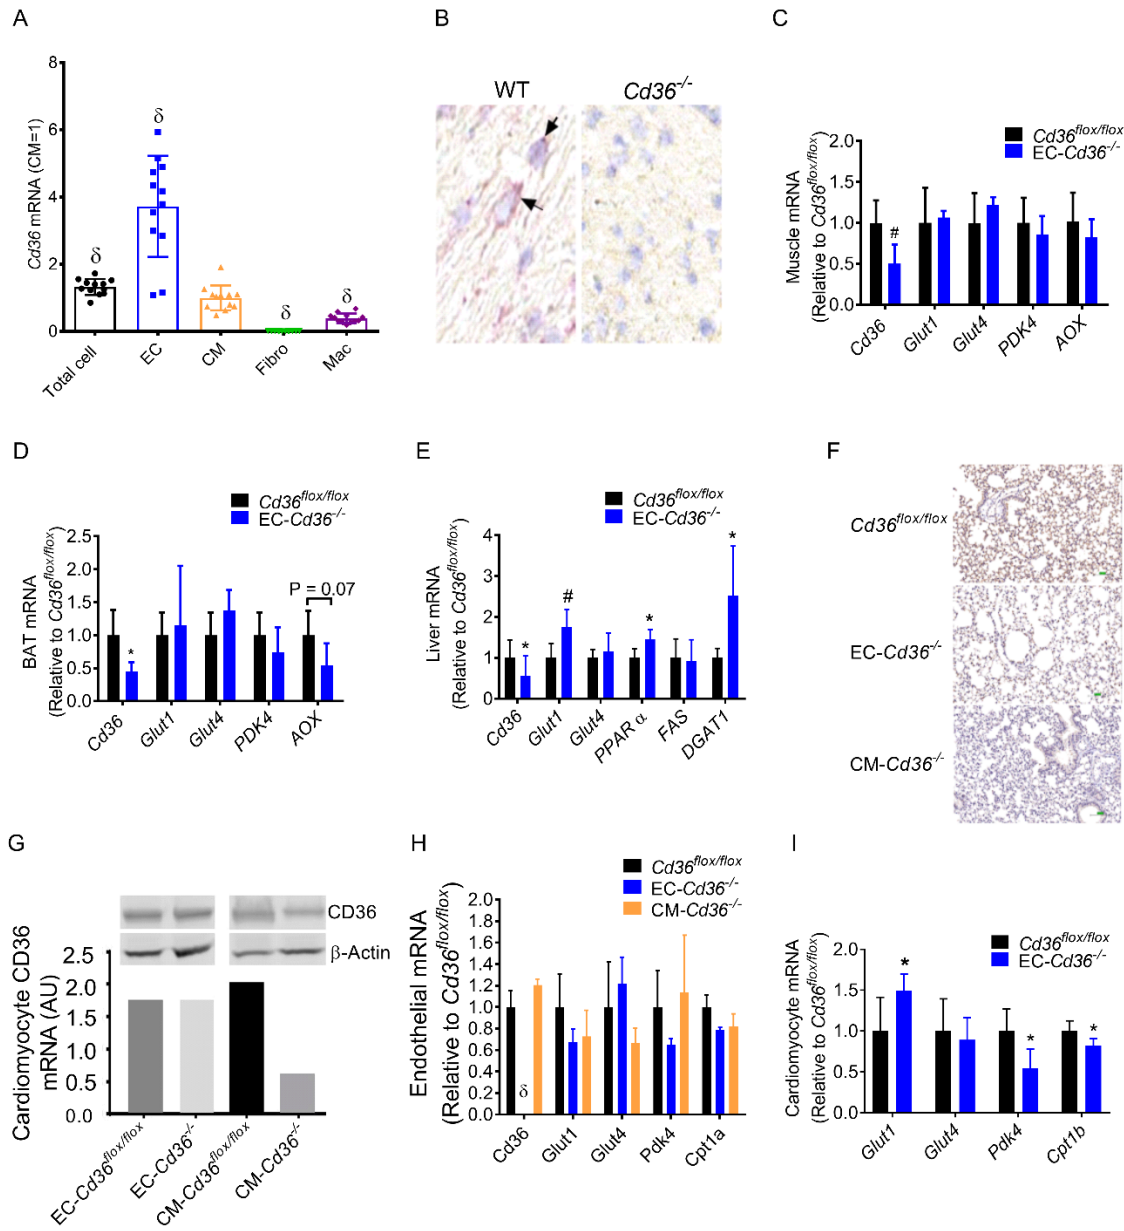 A
Cd36 mRNA (CM=1)
8
6
4
2
0
δ
δ
δ
δ
Total cell
EC
CM
Fibro
Mac
B
WT
Cd36-/-
C
Cd36flox/flox
EC-Cd36-/-
Muscle mRNA
(Relative to Cd36flox/flox)
2.0
1.5
1.0
0.5
0.0
#
Cd36
Glut1
Glut4
PDK4
AOX
D
Cd36flox/flox
EC-Cd36-/-
BAT mRNA
(Relative to Cd36flox/flox)
2.5
2.0
1.5
1.0
0.5
0.0
P = 0.07
*
Cd36
Glut1
Glut4
PDK4
AOX
E
Cd36flox/flox
EC-Cd36-/-
Liver mRNA
(Relative to Cd36flox/flox)
4
2
1
0
*
#
*
*
Cd36
Glut1
Glut4
PPAR α
FAS
DGAT1
F
Cd36flox/flox
EC-Cd36-/-
CM-Cd36-/-
G
CD36
β-Actin
Cardiomyocyte CD36
mRNA (AU)
2.5
2.0
1.5
1.0
0.5
0.0
EC-Cd36flox/flox
EC-Cd36-/-
CM-Cd36flox/flox
CM-Cd36-/-
H
Cd36flox/flox
EC-Cd36-/-
CM-Cd36-/-
Endothelial mRNA
(Relative to Cd36flox/flox)
2.0
1.8
1.6
1.4
1.2
1.0
0.8
0.6
0.4
0.2
0.0
δ
Cd36
Glut1
Glut4
Pdk4
Cpt1a
I
Cd36flox/flox
EC-Cd36-/-
Cardiomyocyte mRNA
(Relative to Cd36flox/flox)
2.0
1.5
1.0
0.5
0.0
*
*
*
Glut1
Glut4
Pdk4
Cpt1b